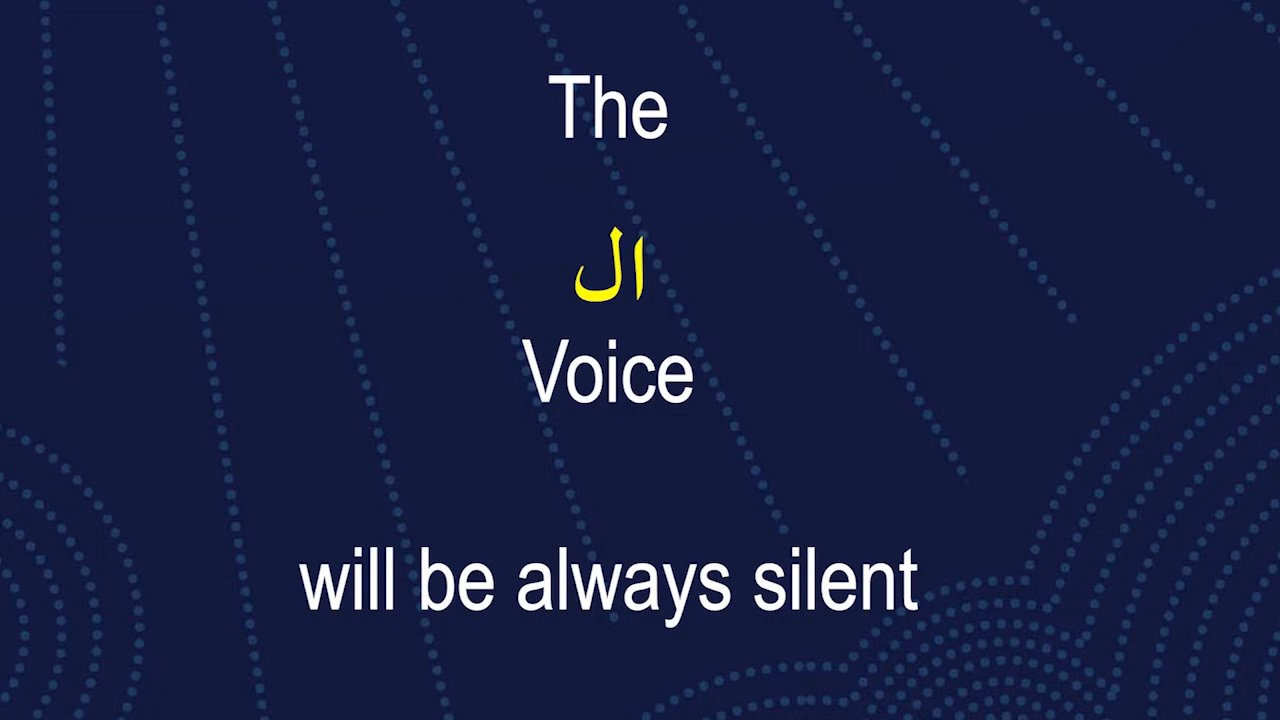 The
ال
Voice
will be always silent